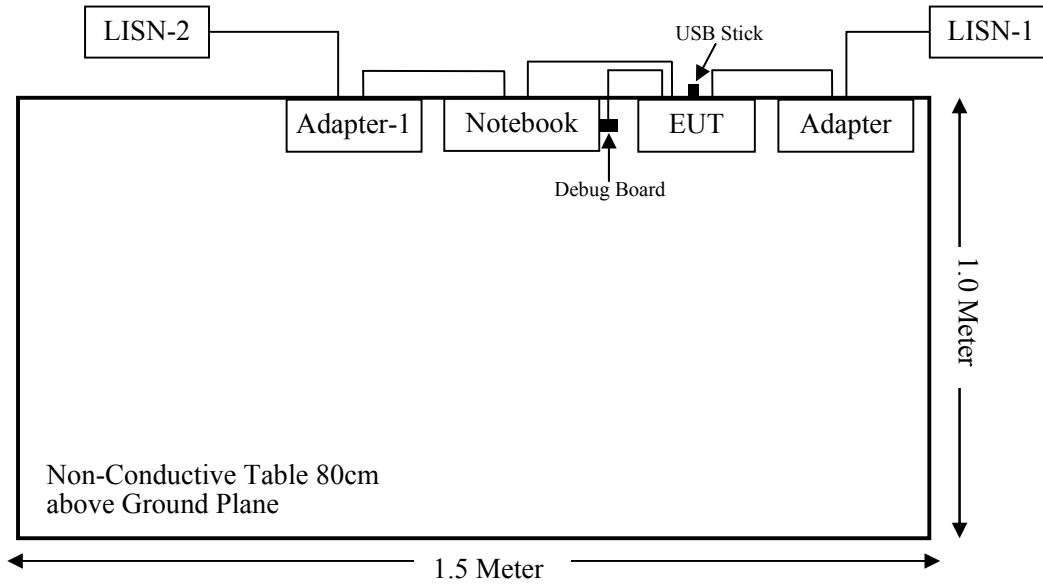 LISN-2
USB Stick
LISN-1
Adapter-1
Notebook
EUT
Adapter
Debug Board
1.0 Meter
Non-Conductive Table 80cm
above Ground Plane
1.5 Meter